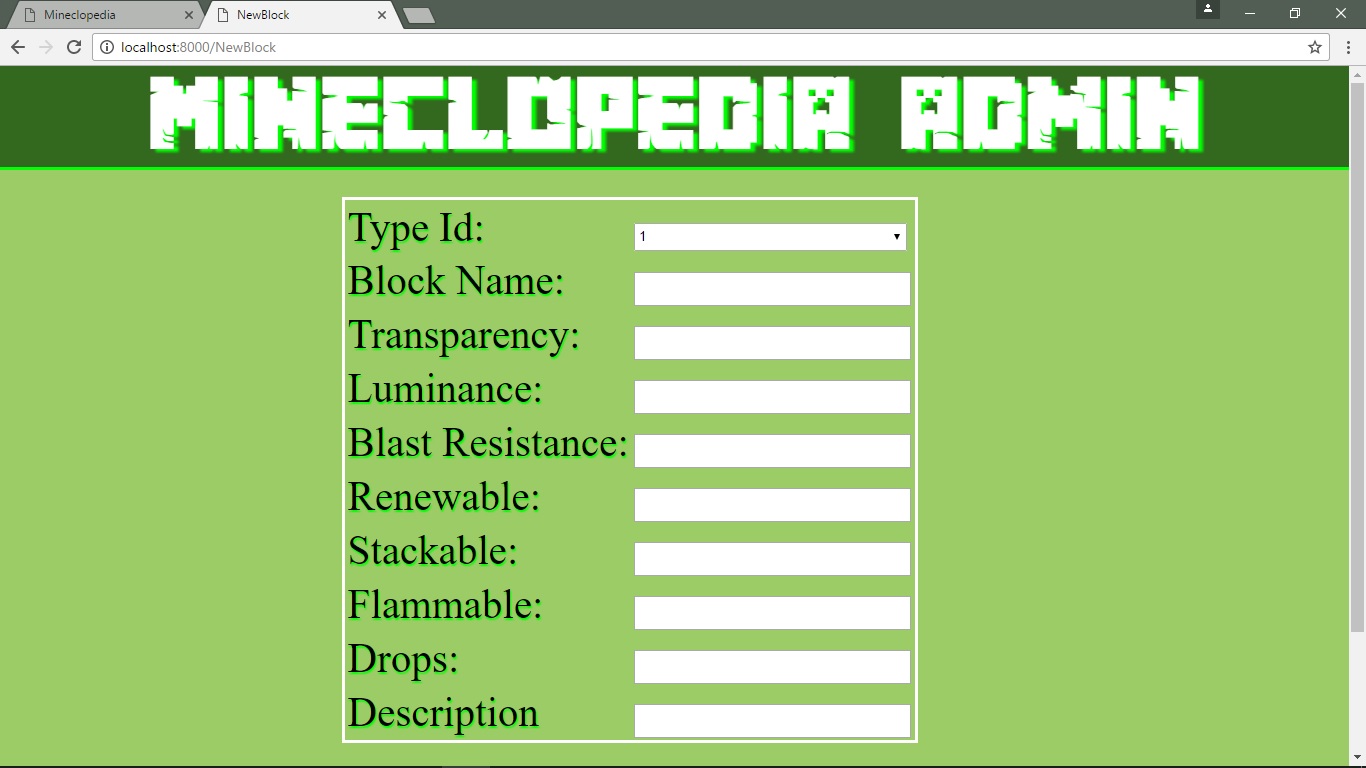 Mineclopedia
NewBlock
localhost:8000/NewBlock
MINECLOPEDIA ADMIN
Type Id:
1
Block Name:
Transparency:
Luminance:
Blast Resistance:
Renewable:
Stackable:
Flammable:
Drops:
Description